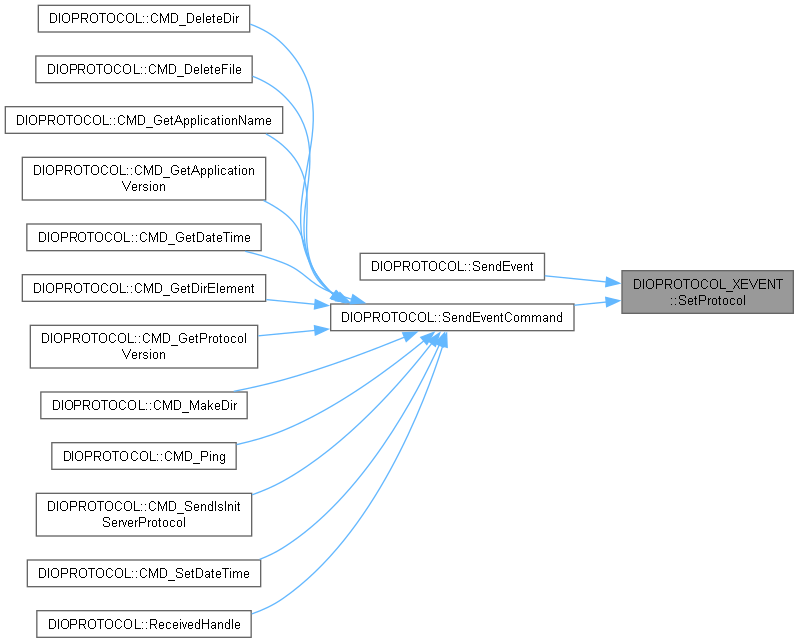 DIOPROTOCOL::CMD_DeleteDir
DIOPROTOCOL::CMD_DeleteFile
DIOPROTOCOL::CMD_GetApplicationName
DIOPROTOCOL::CMD_GetApplication
Version
DIOPROTOCOL::CMD_GetDateTime
DIOPROTOCOL::CMD_GetDirElement
DIOPROTOCOL::CMD_GetProtocol
Version
DIOPROTOCOL::CMD_MakeDir
DIOPROTOCOL::CMD_Ping
DIOPROTOCOL::CMD_SendIsInit
ServerProtocol
DIOPROTOCOL::CMD_SetDateTime
DIOPROTOCOL::ReceivedHandle
DIOPROTOCOL::SendEvent
DIOPROTOCOL::SendEventCommand
DIOPROTOCOL_XEVENT
::SetProtocol